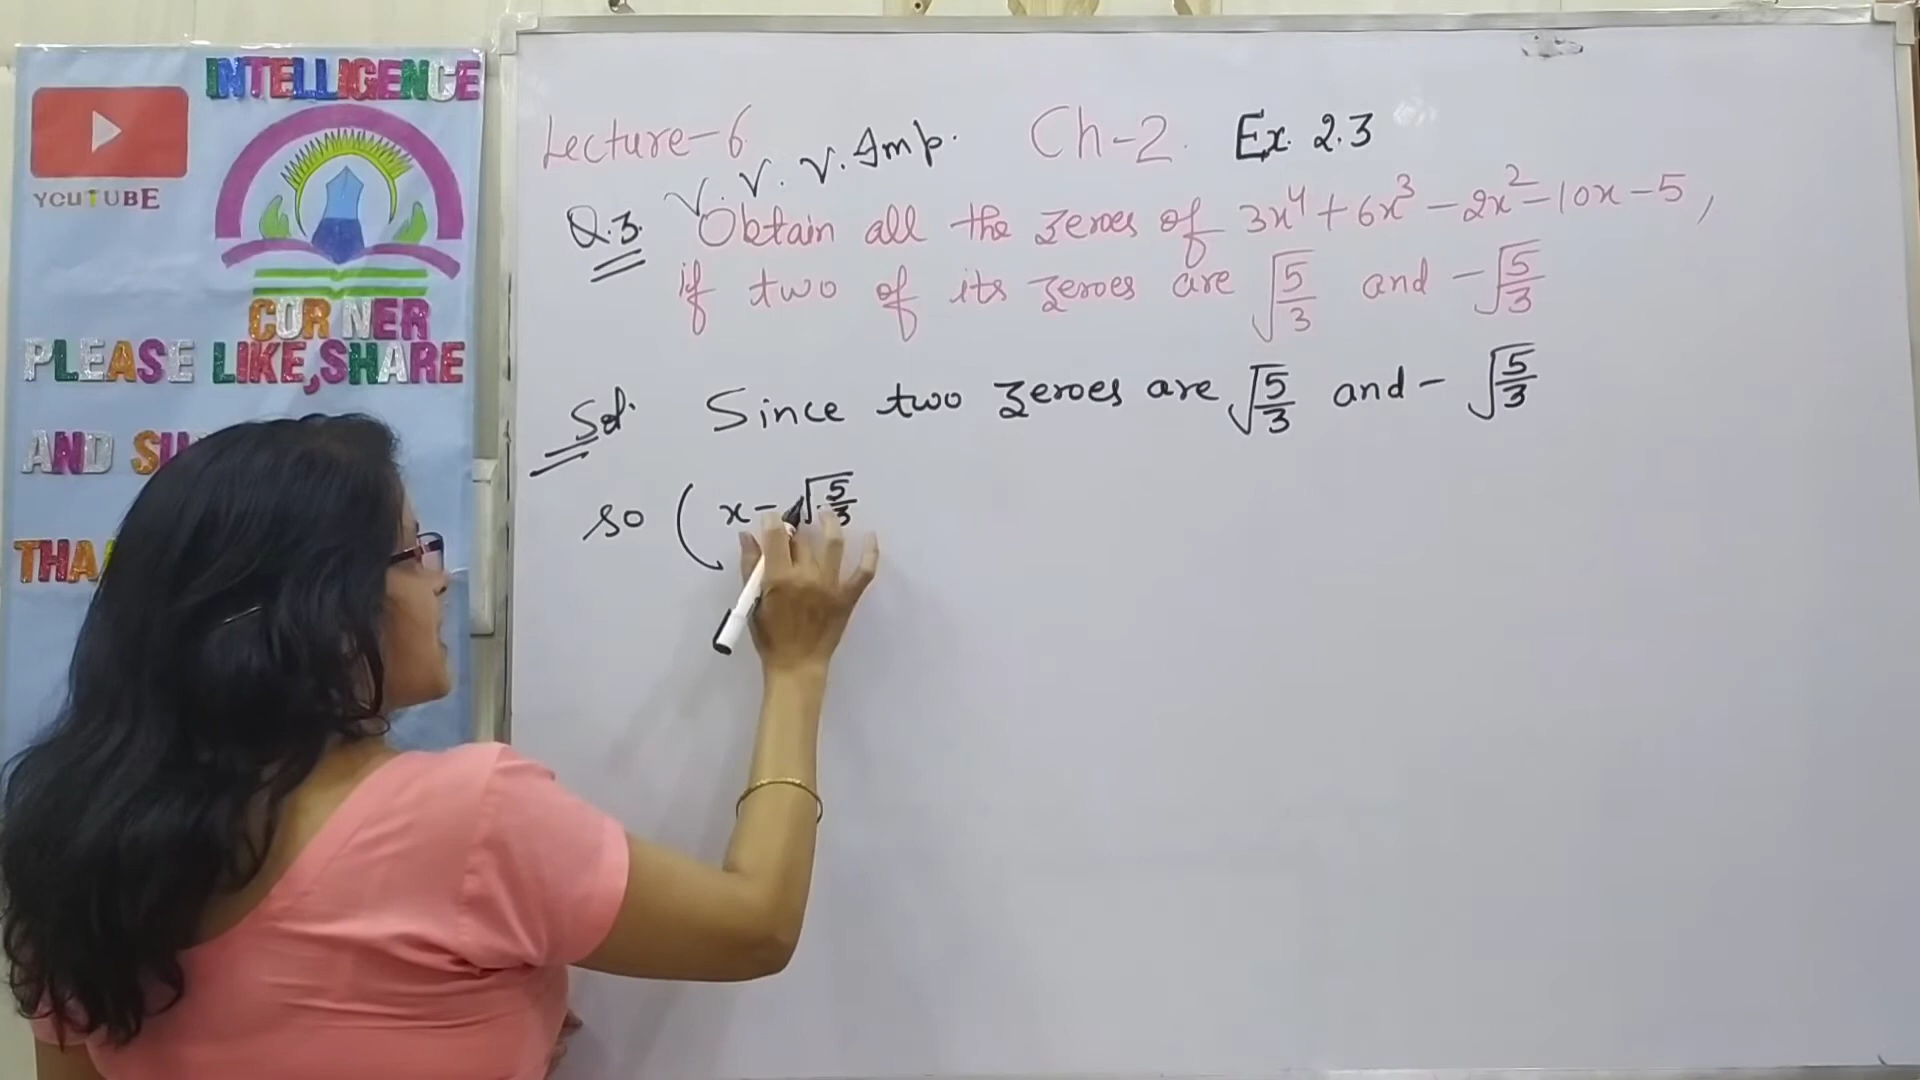 INTELLIGENCE
YOUTUBE
CORNER
PLEASE LIKE,SHARE
AND SU
THA
Lecture-6 Ch-2 Ex. 2.3
V. V. V. Imp.
Q.3. Obtain all the zeroes of 3x⁴+6x³-2x²-10x-5,
if two of its zeroes are √5/3 and -√5/3
Sol. Since two zeroes are √5/3 and - √5/3
so (x-√5/3